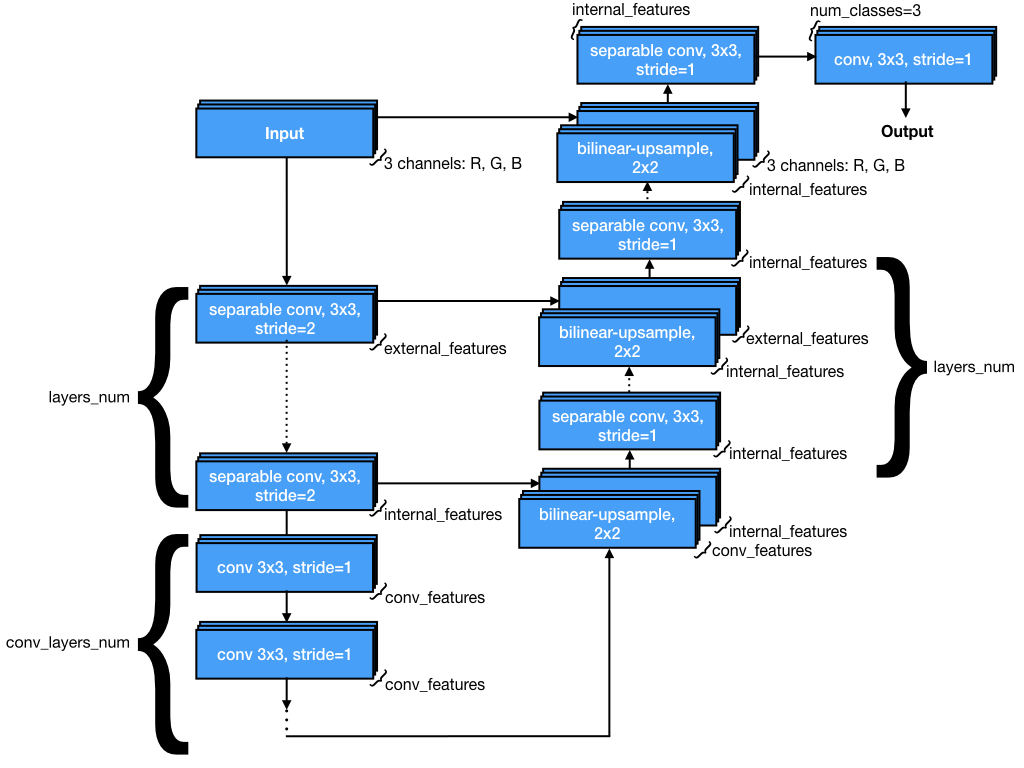 internal_features
num_classes=3
separable conv, 3x3,
stride=1
conv, 3x3, stride=1
Input
3 channels: R, G, B
Output
bilinear-upsample,
2x2
3 channels: R, G, B
internal_features
separable conv, 3x3,
stride=1
internal_features
separable conv, 3x3,
stride=2
external_features
bilinear-upsample,
2x2
external_features
internal_features
layers_num
layers_num
separable conv, 3x3,
stride=1
internal_features
separable conv, 3x3,
stride=2
internal_features
bilinear-upsample,
2x2
internal_features
conv_features
conv 3x3, stride=1
conv_features
conv_layers_num
conv 3x3, stride=1
conv_features